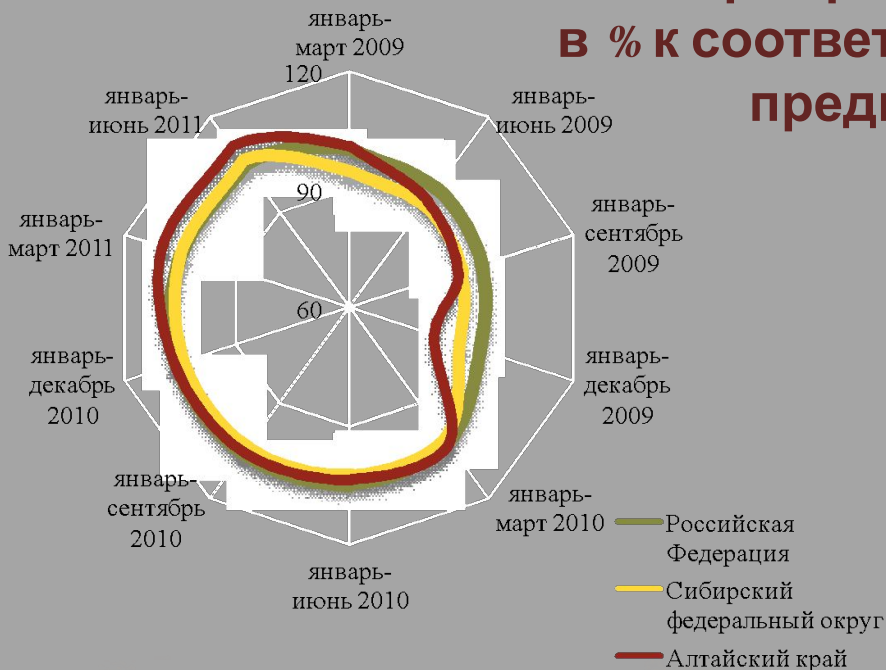 в % к
январь-
март 2009
120
январь-
июнь 2009
январь-
сентябрь
2009
январь-
декабрь
2009
январь-
март 2010
январь-
июнь 2010
январь-
сентябрь
2010
январь-
декабрь
2010
январь-
март 2011
январь-
июнь 2011
90
60
Российская
Федерация
Сибирский
федеральный округ
Алтайский край